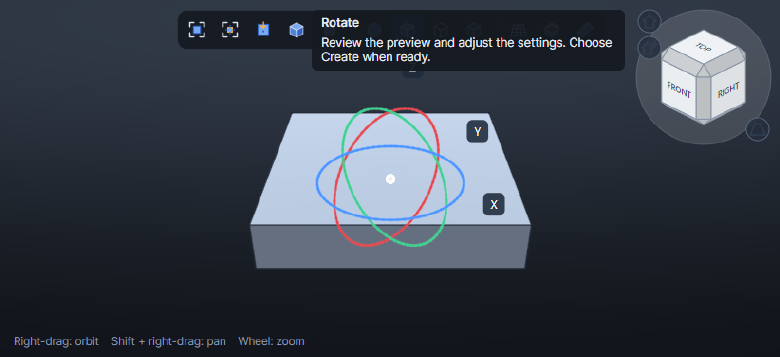 Rotate
Review the preview and adjust the settings. Choose
Create when ready.
TOP
FRONT
RIGHT
Y
X
Right-drag: orbit Shift + right-drag: pan Wheel: zoom